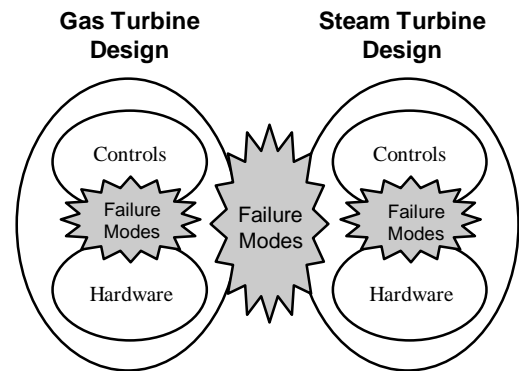 Gas Turbine
Design
Steam Turbine
Design
Controls
Failure
Modes
Hardware
Failure
Modes
Controls
Failure
Modes
Hardware